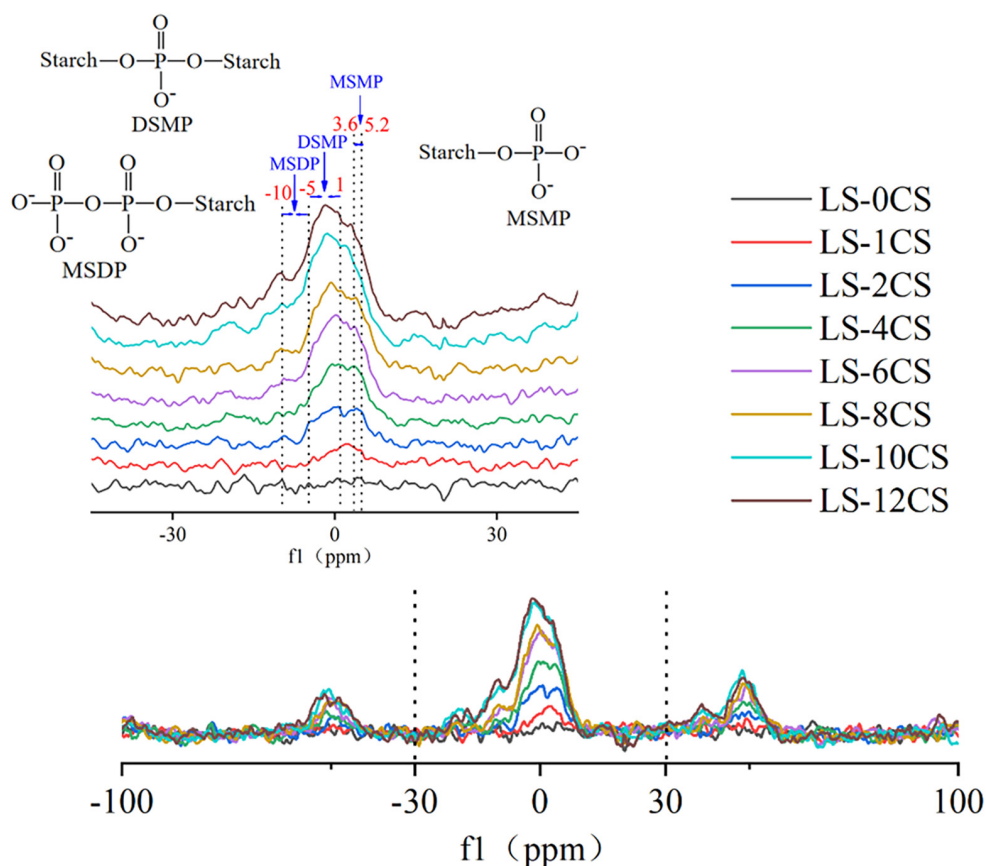 O
Starch—O—P—O—Starch
O-
DSMP
O O
O-—P—O—P—O—Starch
O- O-
MSDP
MSMP
3.6 5.2
DSMP
MSDP
-10 -5 1
O
Starch—O—P—O-
O-
MSMP
-30 0 30
f1（ppm）
LS-0CS
LS-1CS
LS-2CS
LS-4CS
LS-6CS
LS-8CS
LS-10CS
LS-12CS
-100 -30 0 30 100
f1（ppm）